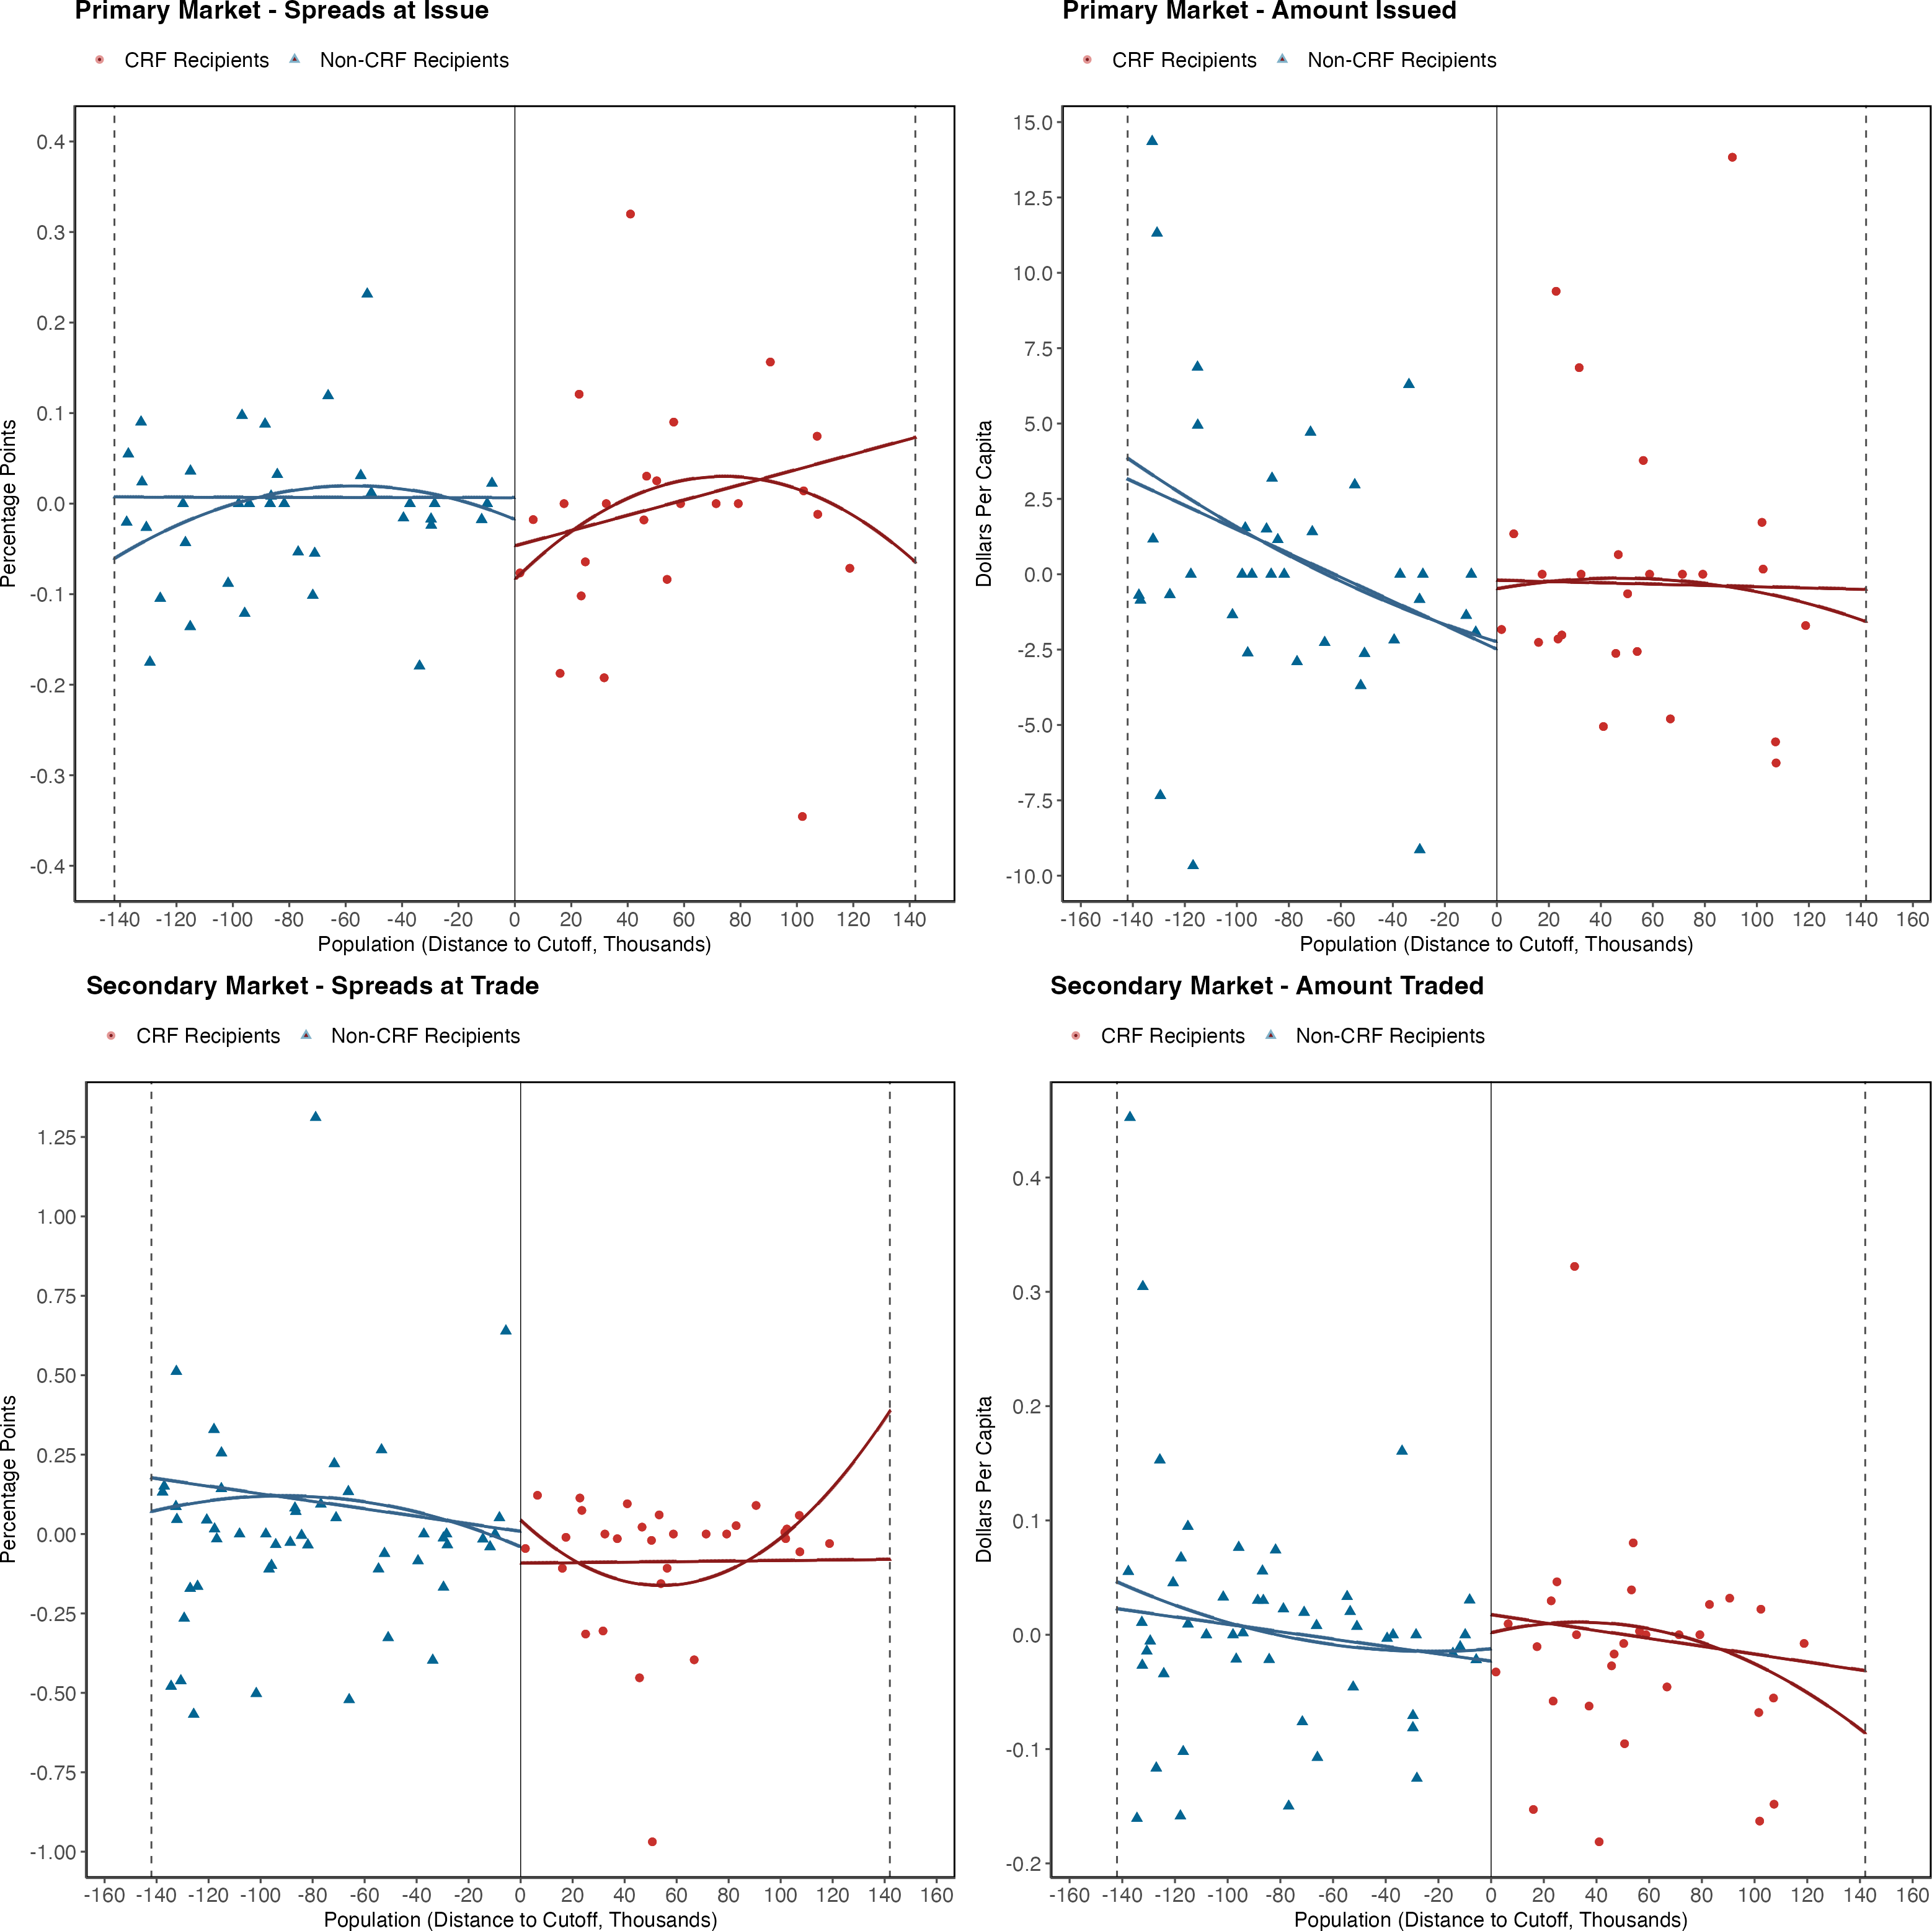 Primary Market - Spreads at Issue
CRF Recipients Non-CRF Recipients
Percentage Points
0.4
0.3
0.2
0.1
0.0
-0.1
-0.2
-0.3
-0.4
-140 -120 -100 -80 -60 -40 -20 0 20 40 60 80 100 120 140
Population (Distance to Cutoff, Thousands)
Primary Market - Amount Issued
CRF Recipients Non-CRF Recipients
Dollars Per Capita
15.0
12.5
10.0
7.5
5.0
2.5
0.0
-2.5
-5.0
-7.5
-10.0
-160 -140 -120 -100 -80 -60 -40 -20 0 20 40 60 80 100 120 140 160
Population (Distance to Cutoff, Thousands)
Secondary Market - Spreads at Trade
CRF Recipients Non-CRF Recipients
Percentage Points
1.25
1.00
0.75
0.50
0.25
0.00
-0.25
-0.50
-0.75
-1.00
-160 -140 -120 -100 -80 -60 -40 -20 0 20 40 60 80 100 120 140 160
Population (Distance to Cutoff, Thousands)
Secondary Market - Amount Traded
CRF Recipients Non-CRF Recipients
Dollars Per Capita
0.4
0.3
0.2
0.1
0.0
-0.1
-0.2
-160 -140 -120 -100 -80 -60 -40 -20 0 20 40 60 80 100 120 140 160
Population (Distance to Cutoff, Thousands)